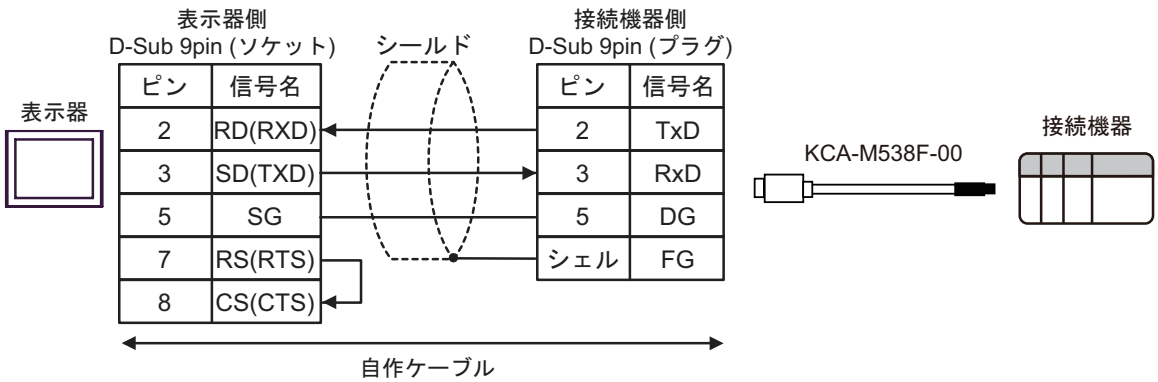 表示器側
D-Sub 9pin (ソケット)
シールド
接続機器側
D-Sub 9pin (プラグ)
表示器
ピン 信号名
2 RD(RXD)
3 SD(TXD)
5 SG
7 RS(RTS)
8 CS(CTS)
ピン 信号名
2 TxD
3 RxD
5 DG
シェル FG
KCA-M538F-00
接続機器
自作ケーブル